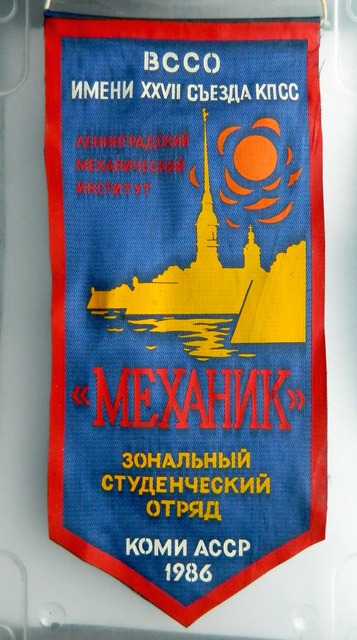 ВССО
ИМЕНИ XXVII СЪЕЗДА КПСС
ЛЕНИНГРАДСКИЙ
МЕХАНИЧЕСКИЙ
ИНСТИТУТ
«МЕХАНИК»
ЗОНАЛЬНЫЙ
СТУДЕНЧЕСКИЙ
ОТРЯД
КОМИ АССР
1986